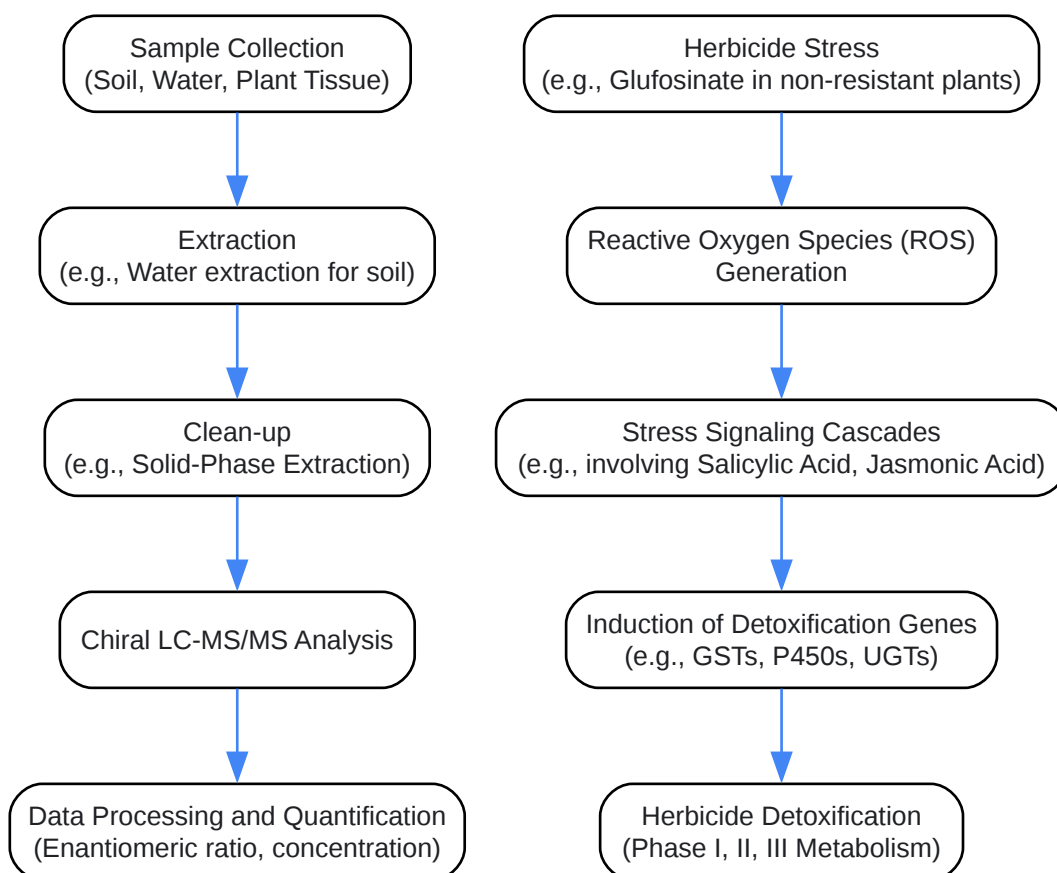 Sample Collection
(Soil, Water, Plant Tissue)
Extraction
(e.g., Water extraction for soil)
Clean-up
(e.g., Solid-Phase Extraction)
Chiral LC-MS/MS Analysis
Data Processing and Quantification
(Enantiomeric ratio, concentration)
Herbicide Stress
(e.g., Glufosinate in non-resistant plants)
Reactive Oxygen Species (ROS)
Generation
Stress Signaling Cascades
(e.g., involving Salicylic Acid, Jasmonic Acid)
Induction of Detoxification Genes
(e.g., GSTs, P450s, UGTs)
Herbicide Detoxification
(Phase I, II, III Metabolism)